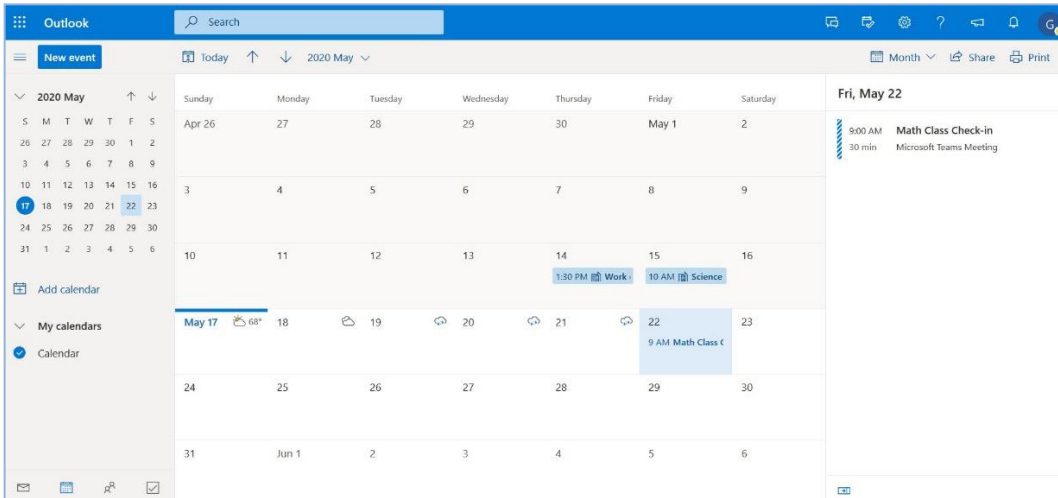 Outlook
Search
G
New event
Today
2020 May
Month
Share
Print
2020 May
S M T W T F S
26 27 28 29 30 1 2
3 4 5 6 7 8 9
10 11 12 13 14 15 16
17 18 19 20 21 22 23
24 25 26 27 28 29 30
31 1 2 3 4 5 6
Add calendar
My calendars
Calendar
Sunday Monday Tuesday Wednesday Thursday Friday Saturday
Apr 26 27 28 29 30 May 1 2
3 4 5 6 7 8 9
10 11 12 13 14 15 16
1:30 PM Work 10 AM Science
May 17 68° 18 19 20 21 22 23
9 AM Math Class
24 25 26 27 28 29 30
31 Jun 1 2 3 4 5 6
Fri, May 22
9:00 AM Math Class Check-in
30 min Microsoft Teams Meeting